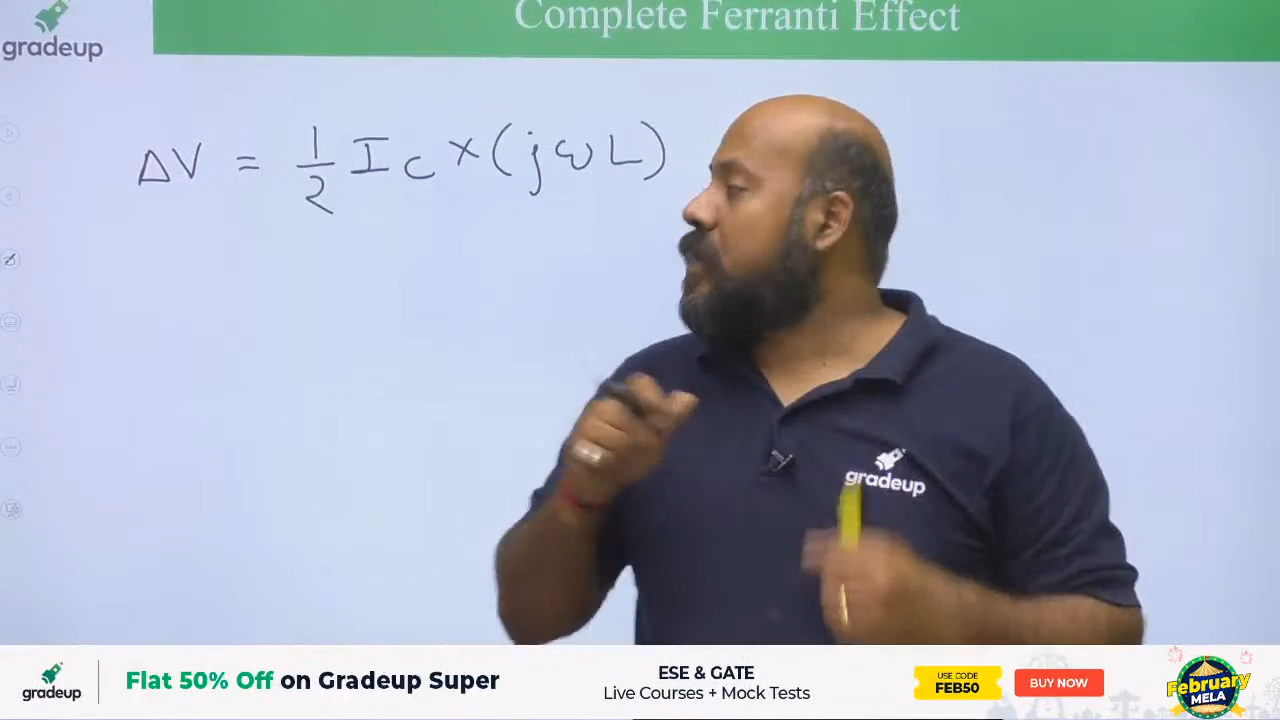 Complete Ferranti Effect
gradeup
ΔV = 1/2 Ic × (jωL)
gradeup
gradeup
Flat 50% Off on Gradeup Super
ESE & GATE
Live Courses + Mock Tests
USE CODE
FEB50
BUY NOW
February
MELA